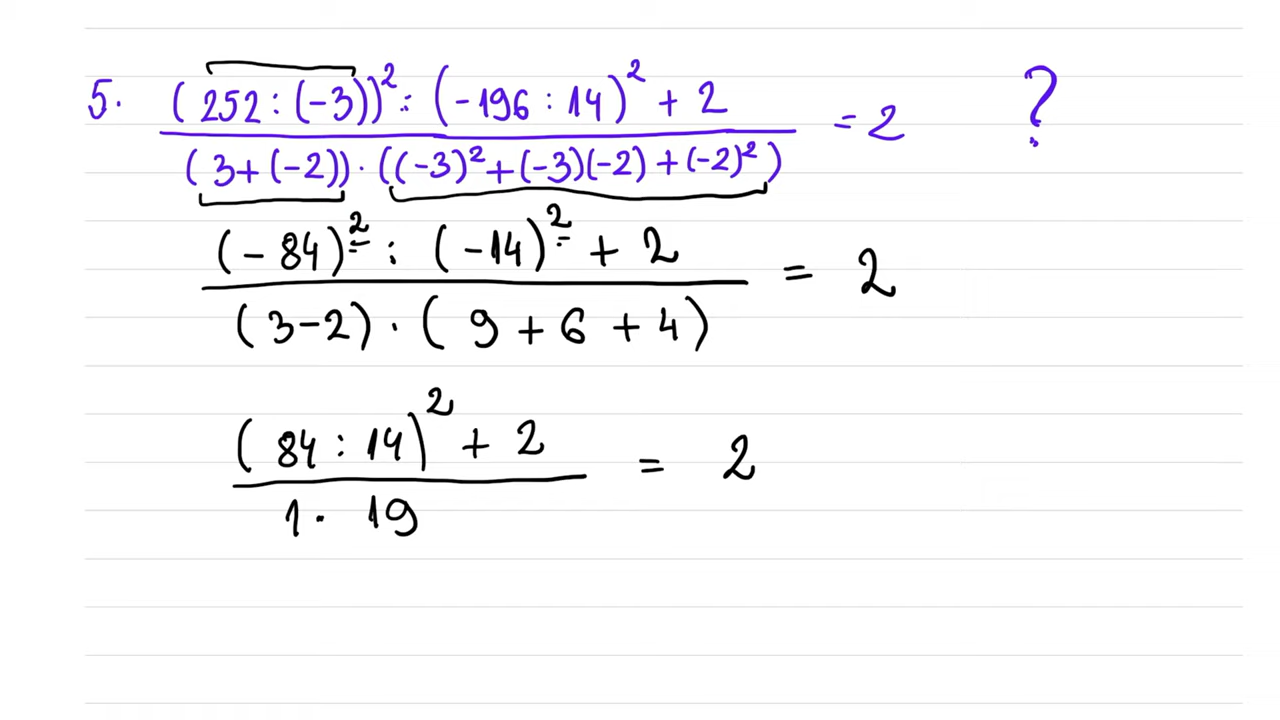 5. (252 : (-3))² : (-196 : 14)² + 2 = 2 ?
(3+(-2)) · ((-3)²+(-3)(-2)+(-2)²)
(-84)² : (-14)² + 2 = 2
(3-2) · (9+6+4)
(84 : 14)² + 2 = 2
1 · 19